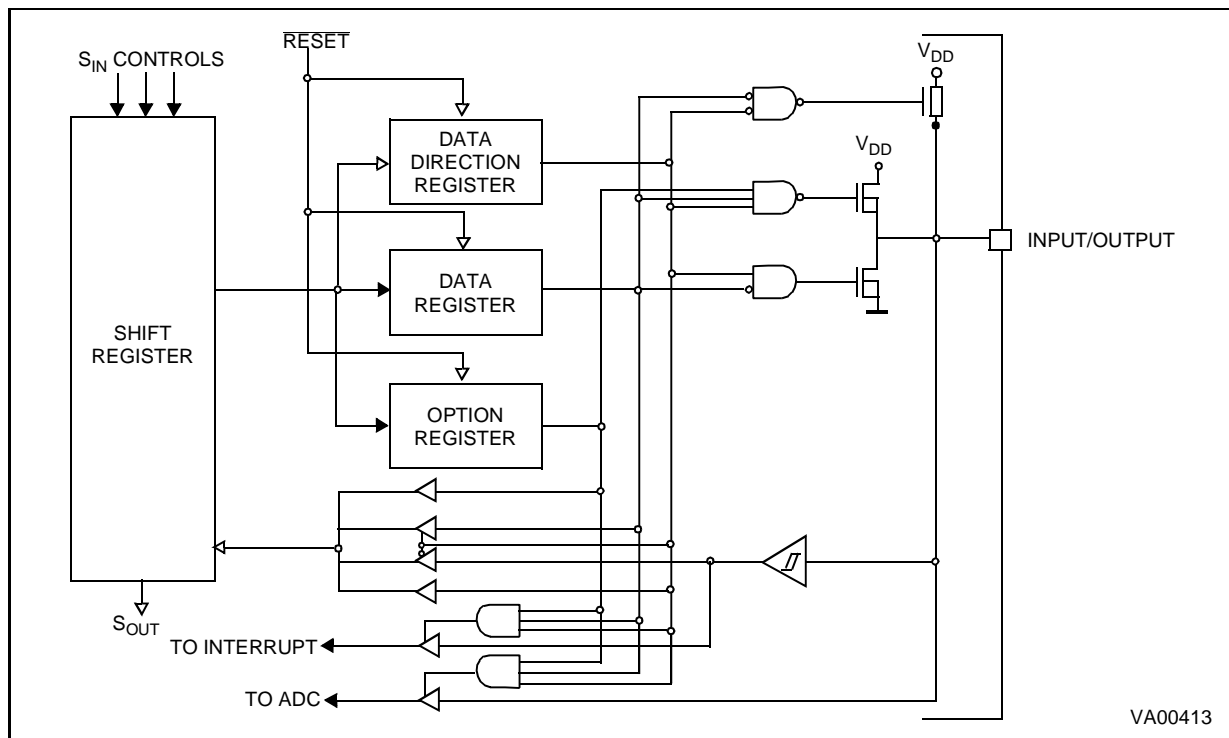 RESET
S_IN CONTROLS
V_DD
DATA
DIRECTION
REGISTER
V_DD
INPUT/OUTPUT
DATA
REGISTER
SHIFT
REGISTER
OPTION
REGISTER
S_OUT
TO INTERRUPT
TO ADC
VA00413